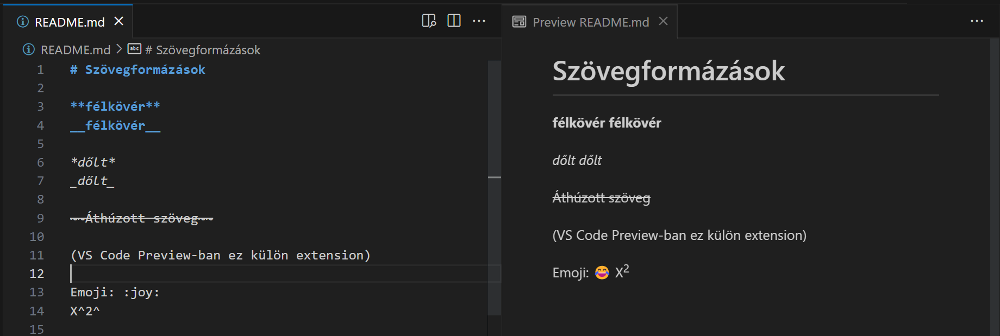 README.md
README.md > # Szövegformázások
1 # Szövegformázások
2
3 **félkövér**
4 __félkövér__
5
6 *dőlt*
7 _dőlt_
8
9 ~~Áthúzott szöveg~~
10
11 (VS Code Preview-ban ez külön extension)
12
13 Emoji: :joy:
14 X^2^
15
Preview README.md
Szövegformázások
félkövér félkövér
dőlt dőlt
Áthúzott szöveg
(VS Code Preview-ban ez külön extension)
Emoji: 😂 X²